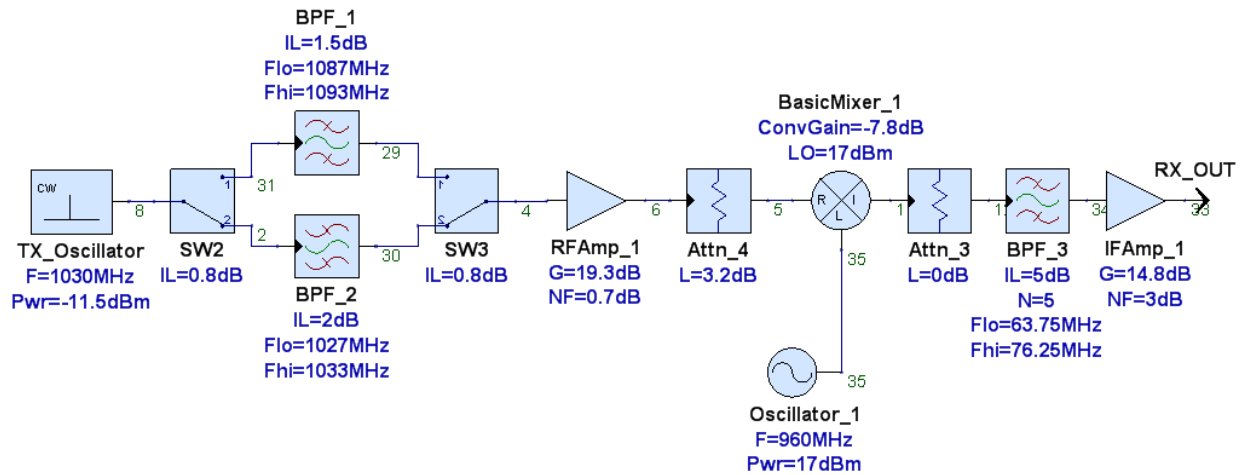 BPF_1
IL=1.5dB
Flo=1087MHz
Fhi=1093MHz
29
31
1
1
CW
8
2
2
2
30
4
TX_Oscillator
F=1030MHz
Pwr=-11.5dBm
SW2
IL=0.8dB
BPF_2
IL=2dB
Flo=1027MHz
Fhi=1033MHz
SW3
IL=0.8dB
RFAmp_1
G=19.3dB
NF=0.7dB
6
Attn_4
L=3.2dB
5
BasicMixer_1
ConvGain=-7.8dB
LO=17dBm
R
I
L
35
35
Oscillator_1
F=960MHz
Pwr=17dBm
1
Attn_3
L=0dB
BPF_3
IL=5dB
N=5
Flo=63.75MHz
Fhi=76.25MHz
34
IFAmp_1
G=14.8dB
NF=3dB
RX_OUT
33